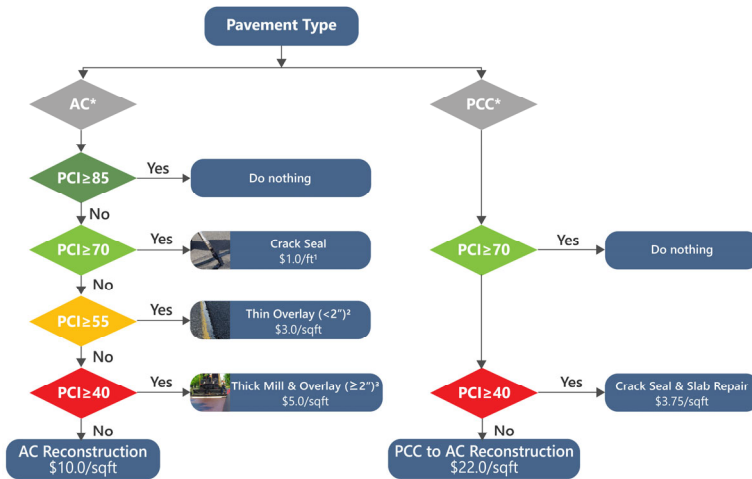 Pavement Type
AC*
PCC*
PCI≥85
Yes
Do nothing
No
PCI≥70
Yes
Crack Seal
$1.0/ft¹
PCI≥70
Yes
Do nothing
No
PCI≥55
Yes
Thin Overlay (<2")²
$3.0/sqft
No
PCI≥40
Yes
Thick Mill & Overlay (≥2")³
$5.0/sqft
PCI≥40
Yes
Crack Seal & Slab Repair
$3.75/sqft
No
No
AC Reconstruction
$10.0/sqft
PCC to AC Reconstruction
$22.0/sqft